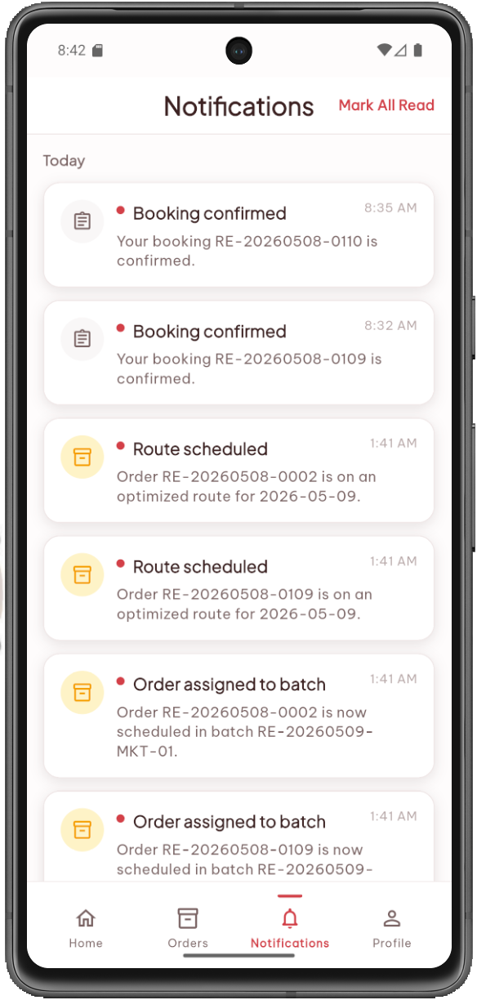 8:42
Notifications
Mark All Read
Today
Booking confirmed
8:35 AM
Your booking RE-20260508-0110 is
confirmed.
Booking confirmed
8:32 AM
Your booking RE-20260508-0109 is
confirmed.
Route scheduled
1:41 AM
Order RE-20260508-0002 is on an
optimized route for 2026-05-09.
Route scheduled
1:41 AM
Order RE-20260508-0109 is on an
optimized route for 2026-05-09.
Order assigned to batch
1:41 AM
Order RE-20260508-0002 is now
scheduled in batch RE-20260509-
MKT-01.
Order assigned to batch
1:41 AM
Order RE-20260508-0109 is now
scheduled in batch RE-20260509-
Home
Orders
Notifications
Profile